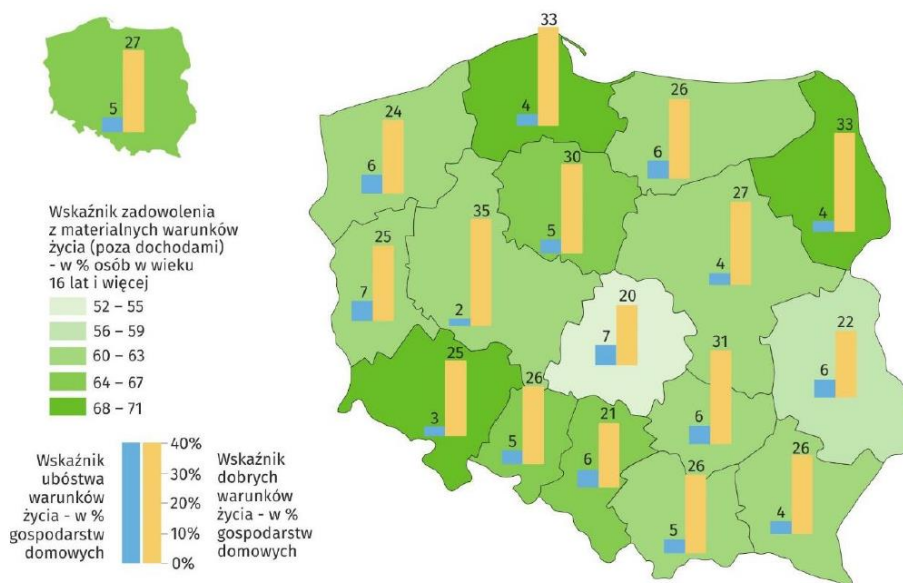 27
5
Wskaźnik zadowolenia
z materialnych warunków
życia (poza dochodami)
- w % osób w wieku
16 lat i więcej
52 – 55
56 – 59
60 – 63
64 – 67
68 – 71
Wskaźnik
ubóstwa
warunków
życia - w %
gospodarstw
domowych
40%
30%
20%
10%
0%
Wskaźnik
dobrych
warunków
życia - w %
gospodarstw
domowych
33
4
24
6
26
6
33
4
30
5
35
2
27
4
25
7
20
7
22
6
25
3
31
6
26
5
21
6
26
5
26
4